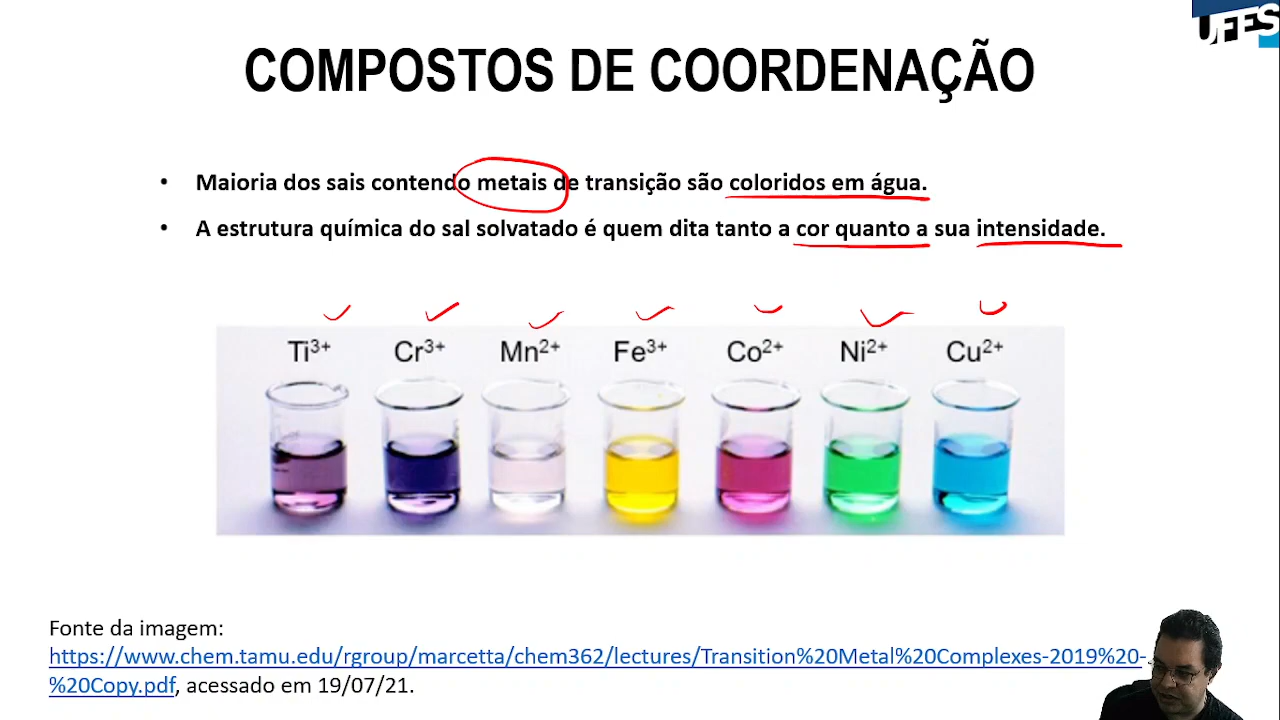 UFES
COMPOSTOS DE COORDENAÇÃO
• Maioria dos sais contendo metais de transição são coloridos em água.
• A estrutura química do sal solvatado é quem dita tanto a cor quanto a sua intensidade.
Ti³⁺ Cr³⁺ Mn²⁺ Fe³⁺ Co²⁺ Ni²⁺ Cu²⁺
Fonte da imagem:
https://www.chem.tamu.edu/rgroup/marcetta/chem362/lectures/Transition%20Metal%20Complexes-2019%20-
%20Copy.pdf, acessado em 19/07/21.